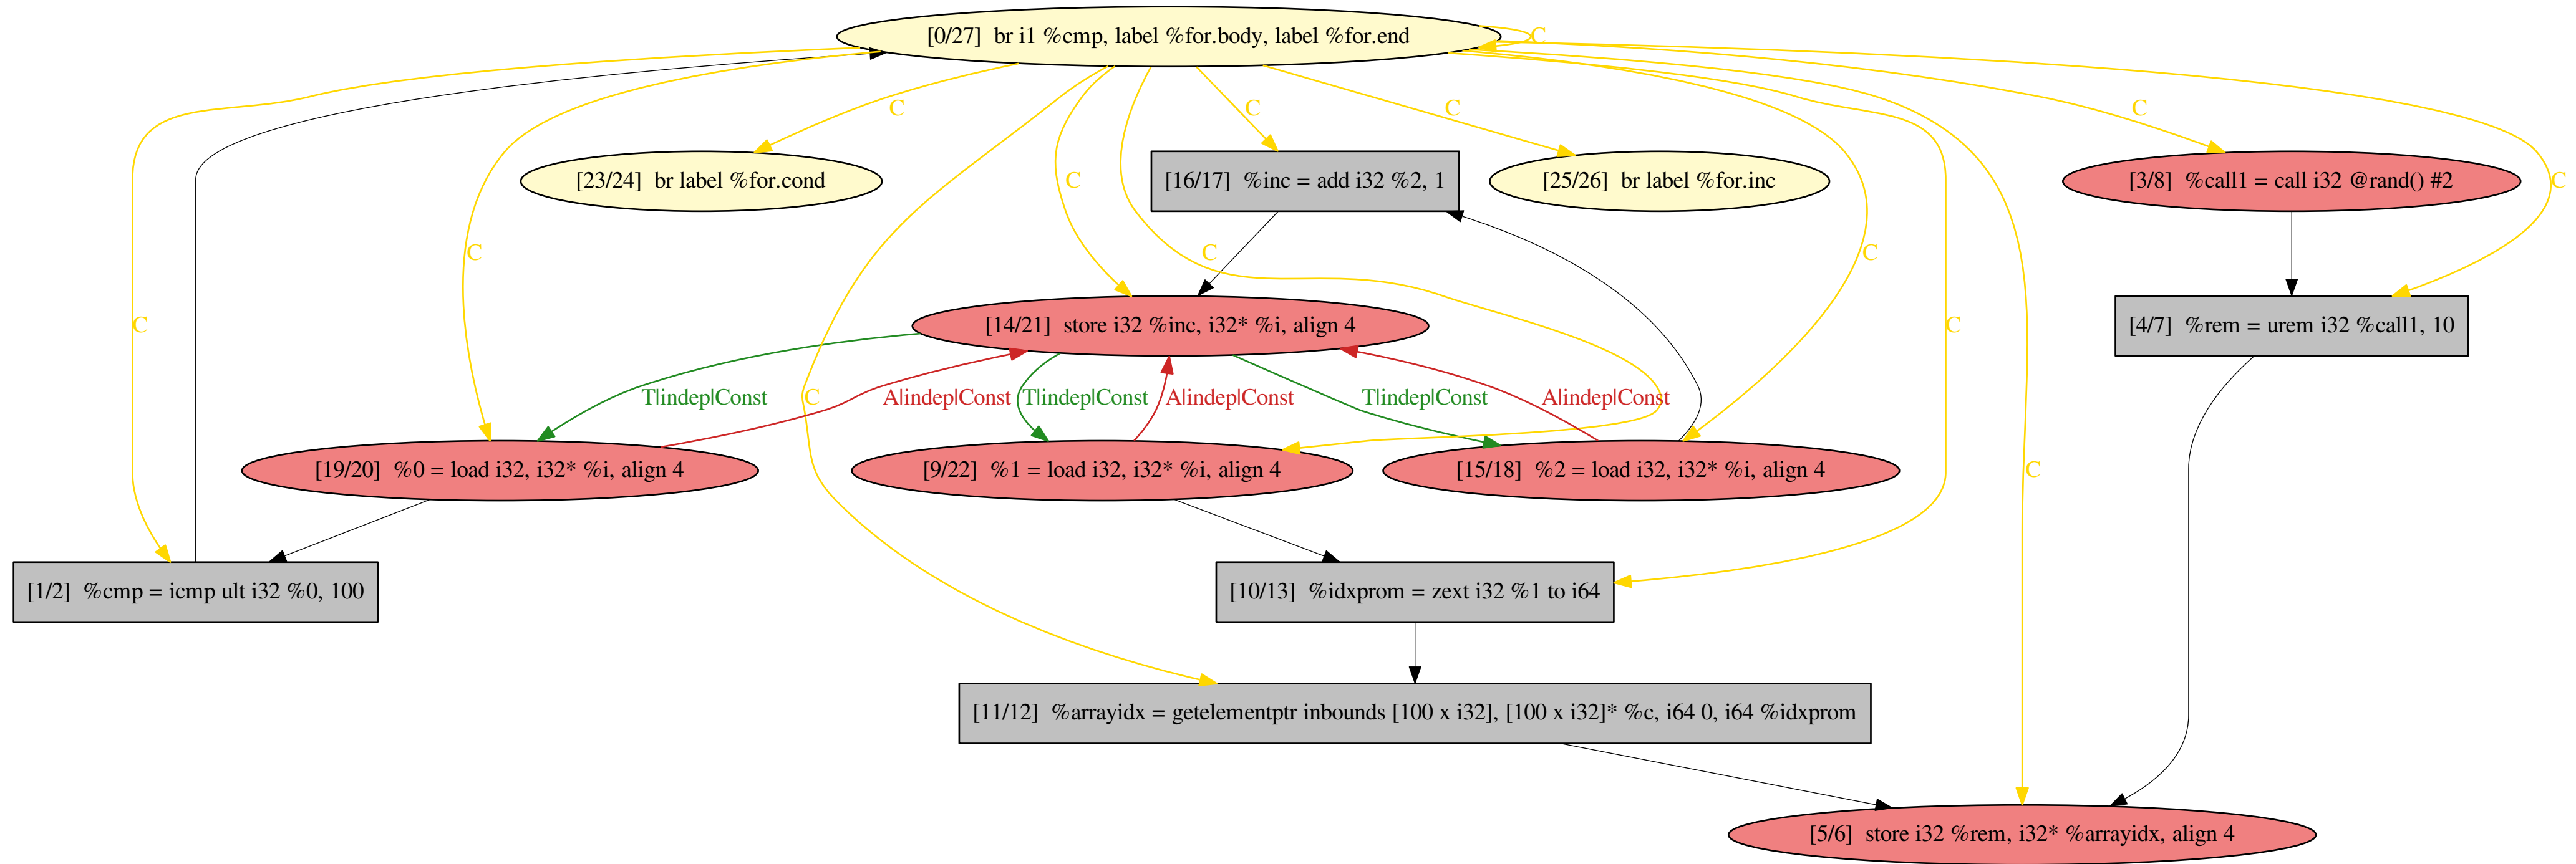 [0/27] br i1 %cmp, label %for.body, label %for.end
C
C
C
C
C
[23/24] br label %for.cond
[16/17] %inc = add i32 %2, 1
[25/26] br label %for.inc
[3/8] %call1 = call i32 @rand() #2
C
C
C
C
C
C
[14/21] store i32 %inc, i32* %i, align 4
[4/7] %rem = urem i32 %call1, 10
C
C
T|indep|Const
C
A|indep|Const
T|indep|Const
A|indep|Const
T|indep|Const
A|indep|Const
[19/20] %0 = load i32, i32* %i, align 4
[9/22] %1 = load i32, i32* %i, align 4
[15/18] %2 = load i32, i32* %i, align 4
C
[1/2] %cmp = icmp ult i32 %0, 100
[10/13] %idxprom = zext i32 %1 to i64
[11/12] %arrayidx = getelementptr inbounds [100 x i32], [100 x i32]* %c, i64 0, i64 %idxprom
[5/6] store i32 %rem, i32* %arrayidx, align 4